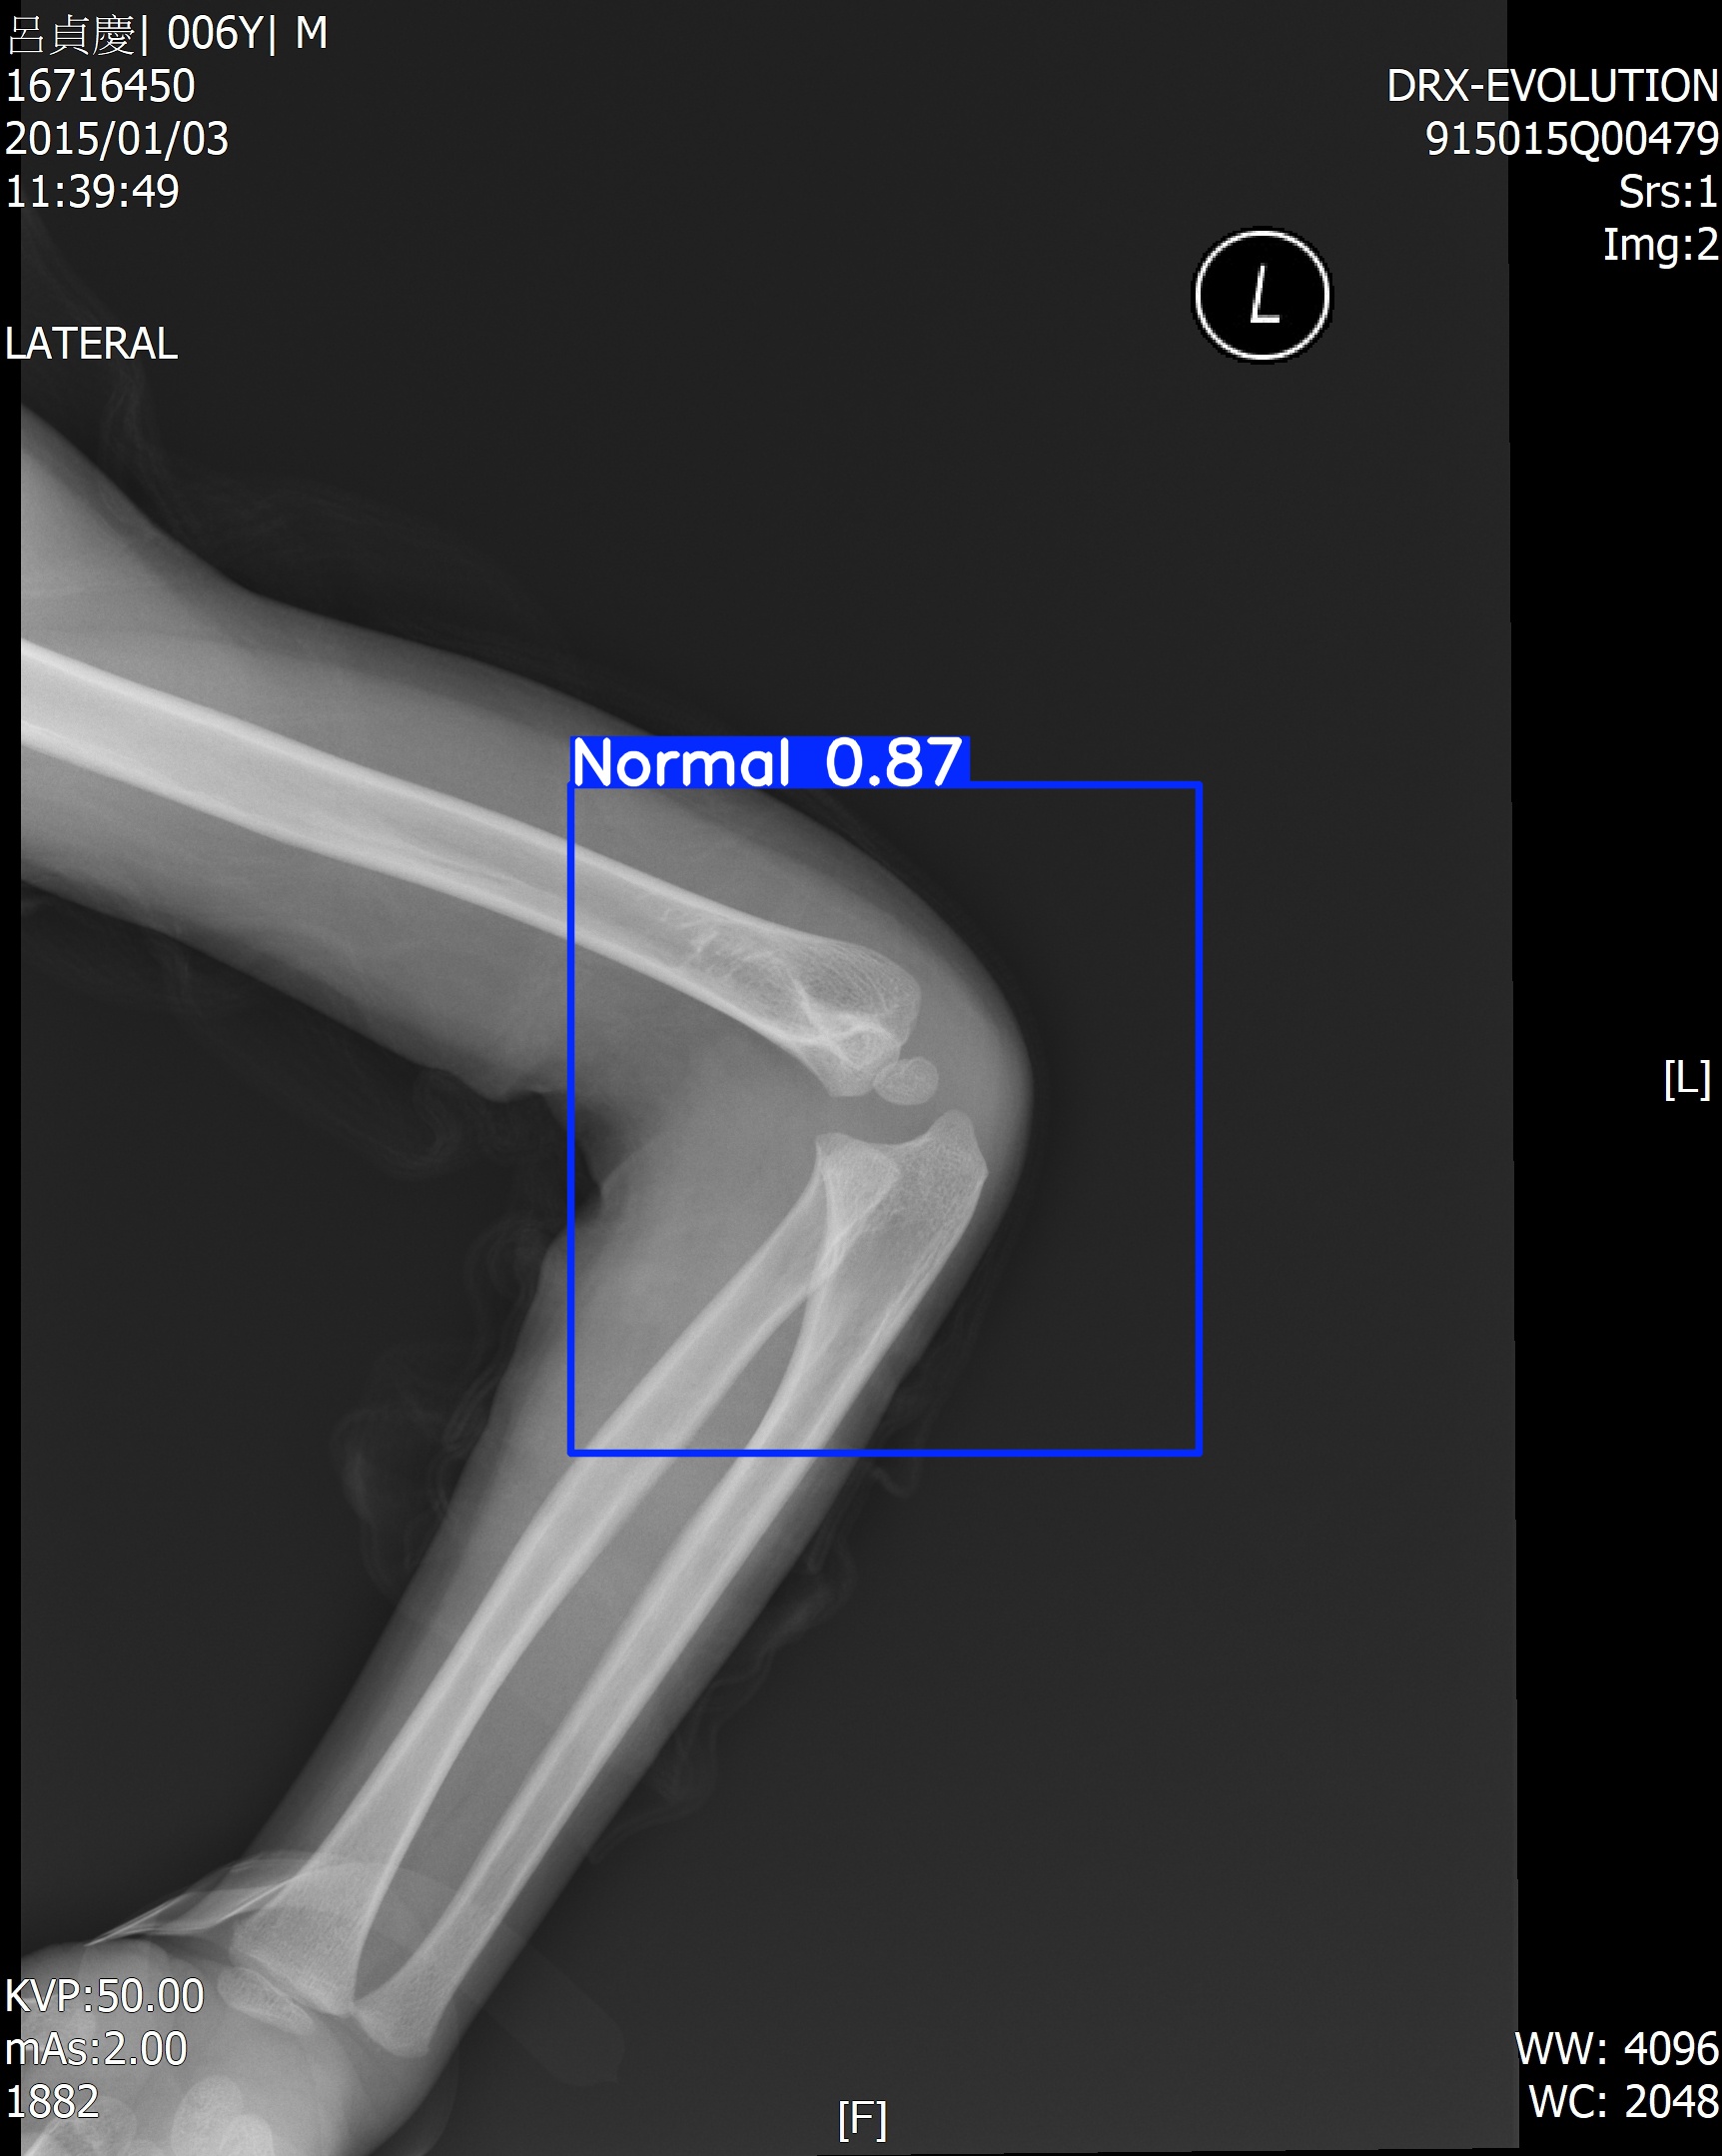 呂貞慶| 006Y| M
16716450
2015/01/03
11:39:49
LATERAL
DRX-EVOLUTION
915015Q00479
Srs:1
Img:2
L
Normal 0.87
[L]
KVP:50.00
mAs:2.00
1882
[F]
WW: 4096
WC: 2048